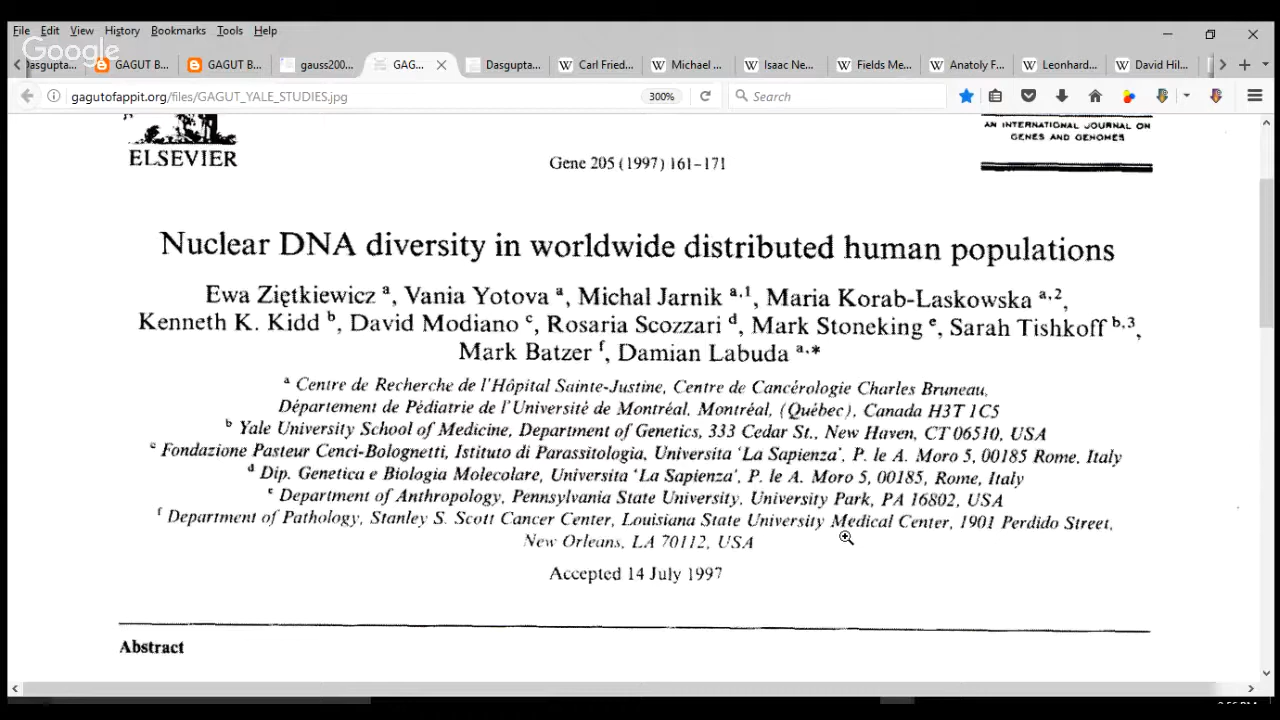 File Edit View History Bookmarks Tools Help
Google
Dasgupta... GAGUT B... GAGUT B... gauss200... GAG... Dasgupta... Carl Fried... Michael ... Isaac Ne... Fields Me... Anatoly F... Leonhard... David Hil...
gagutofappit.org/files/GAGUT_YALE_STUDIES.jpg 300% Search
ELSEVIER
Gene 205 (1997) 161-171
AN INTERNATIONAL JOURNAL ON
GENES AND GENOMES
Nuclear DNA diversity in worldwide distributed human populations
Ewa Ziętkiewicz a, Vania Yotova a, Michal Jarnik a,1, Maria Korab-Laskowska a,2,
Kenneth K. Kidd b, David Modiano c, Rosaria Scozzari d, Mark Stoneking e, Sarah Tishkoff b,3,
Mark Batzer f, Damian Labuda a,*
a Centre de Recherche de l'Hôpital Sainte-Justine, Centre de Cancérologie Charles Bruneau,
Département de Pédiatrie de l'Université de Montréal, Montréal, (Québec), Canada H3T 1C5
b Yale University School of Medicine, Department of Genetics, 333 Cedar St., New Haven, CT 06510, USA
c Fondazione Pasteur Cenci-Bolognetti, Istituto di Parassitologia, Universita 'La Sapienza', P. le A. Moro 5, 00185 Rome, Italy
d Dip. Genetica e Biologia Molecolare, Universita 'La Sapienza', P. le A. Moro 5, 00185, Rome, Italy
e Department of Anthropology, Pennsylvania State University, University Park, PA 16802, USA
f Department of Pathology, Stanley S. Scott Cancer Center, Louisiana State University Medical Center, 1901 Perdido Street,
New Orleans, LA 70112, USA
Accepted 14 July 1997
Abstract